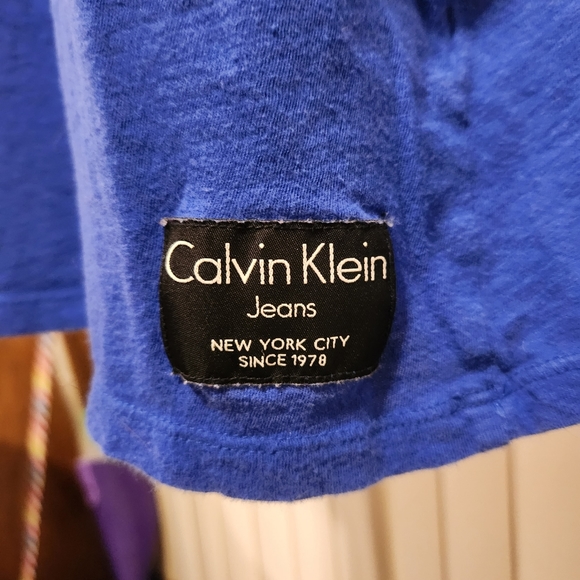 Calvin Klein
Jeans
NEW YORK CITY
SINCE 1978